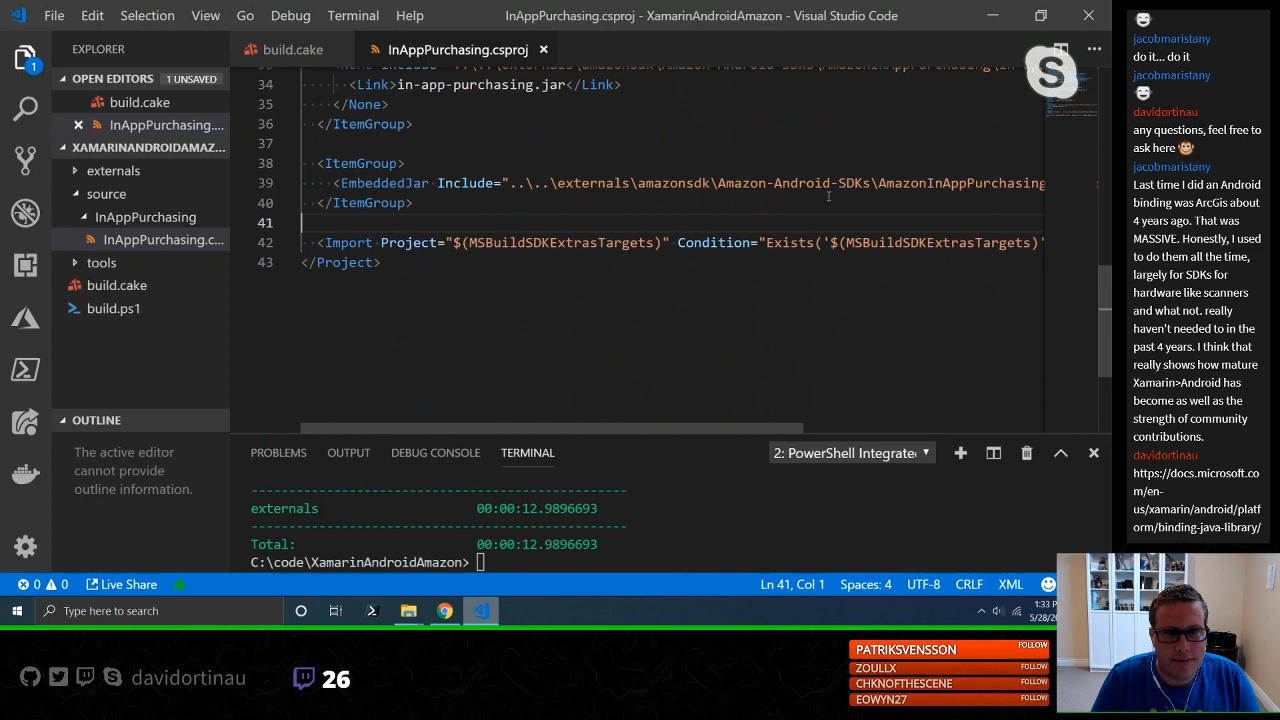 File Edit Selection View Go Debug Terminal Help InAppPurchasing.csproj - XamarinAndroidAmazon - Visual Studio Code
EXPLORER
build.cake InAppPurchasing.csproj
OPEN EDITORS 1 UNSAVED
build.cake
InAppPurchasing....
XAMARINANDROIDAMAZ...
externals
source
InAppPurchasing
InAppPurchasing.c...
tools
build.cake
build.ps1
OUTLINE
The active editor
cannot provide
outline information.
1
34 <Link>in-app-purchasing.jar</Link>
35 </None>
36 </ItemGroup>
37
38 <ItemGroup>
39 <EmbeddedJar Include="..\..\externals\amazonsdk\Amazon-Android-SDKs\AmazonInAppPurchasing
40 </ItemGroup>
41
42 <Import Project="$(MSBuildSDKExtrasTargets)" Condition="Exists('$(MSBuildSDKExtrasTargets)'
43 </Project>
PROBLEMS OUTPUT DEBUG CONSOLE TERMINAL 2: PowerShell Integrate
--------------------------------------------------
externals 00:00:12.9896693
--------------------------------------------------
Total: 00:00:12.9896693
C:\code\XamarinAndroidAmazon>
0 0 Live Share Ln 41, Col 1 Spaces: 4 UTF-8 CRLF XML
Type here to search
1:33 P
5/28/20
jacobmaristany
do it... do it
jacobmaristany
davidortinau
any questions, feel free to
ask here
jacobmaristany
Last time I did an Android
binding was ArcGis about
4 years ago. That was
MASSIVE. Honestly, I used
to do them all the time,
largely for SDKs for
hardware like scanners
and what not. really
haven't needed to in the
past 4 years. I think that
really shows how mature
Xamarin>Android has
become as well as the
strength of community
contributions.
davidortinau
https://docs.microsoft.co
m/en-
us/xamarin/android/platf
orm/binding-java-library/
davidortinau 26
PATRIKSVENSSON FOLLOW
ZOULLX FOLLOW
CHKNOFTHESCENE FOLLOW
EOWYN27 FOLLOW